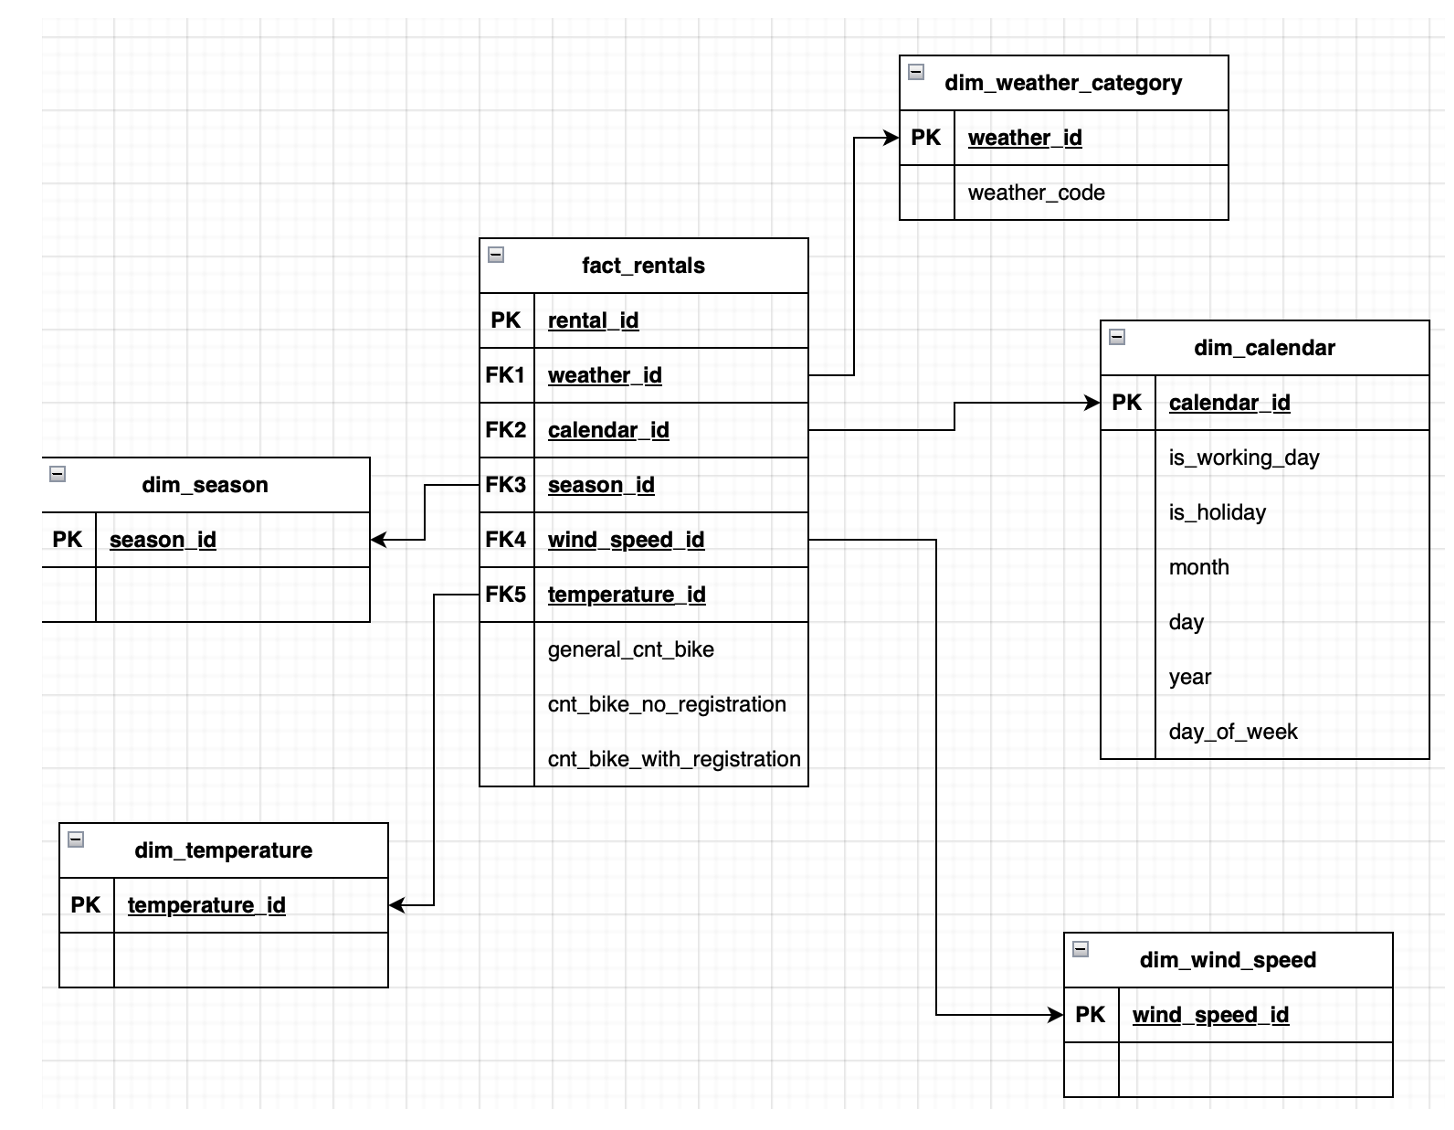 dim_weather_category
PK weather_id
weather_code
fact_rentals
PK rental_id
FK1 weather_id
FK2 calendar_id
FK3 season_id
FK4 wind_speed_id
FK5 temperature_id
general_cnt_bike
cnt_bike_no_registration
cnt_bike_with_registration
dim_calendar
PK calendar_id
is_working_day
is_holiday
month
day
year
day_of_week
dim_season
PK season_id
dim_temperature
PK temperature_id
dim_wind_speed
PK wind_speed_id